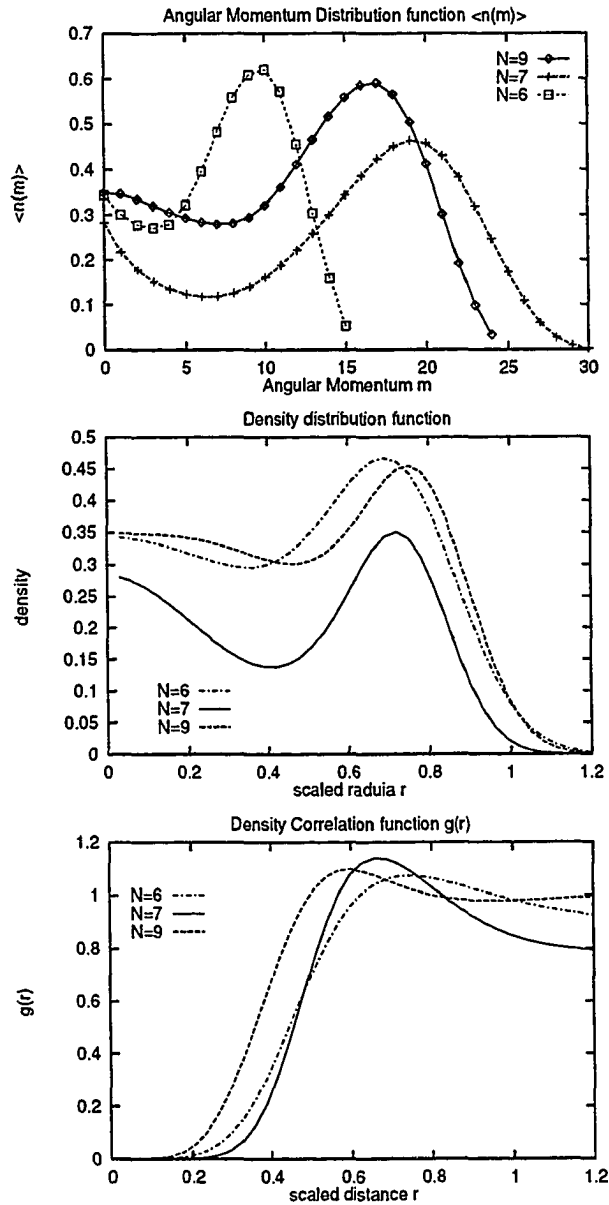 Angular Momentum Distribution function <n(m)>
0.7
0.6
0.5
0.4
0.3
0.2
0.1
0
<n(m)>
N=9
N=7
N=6
0 5 10 15 20 25 30
Angular Momentum m
Density distribution function
0.5
0.45
0.4
0.35
0.3
0.25
0.2
0.15
0.1
0.05
0
density
N=6
N=7
N=9
0 0.2 0.4 0.6 0.8 1 1.2
scaled raduia r
Density Correlation function g(r)
1.2
1
0.8
0.6
0.4
0.2
0
g(r)
N=6
N=7
N=9
0 0.2 0.4 0.6 0.8 1 1.2
scaled distance r